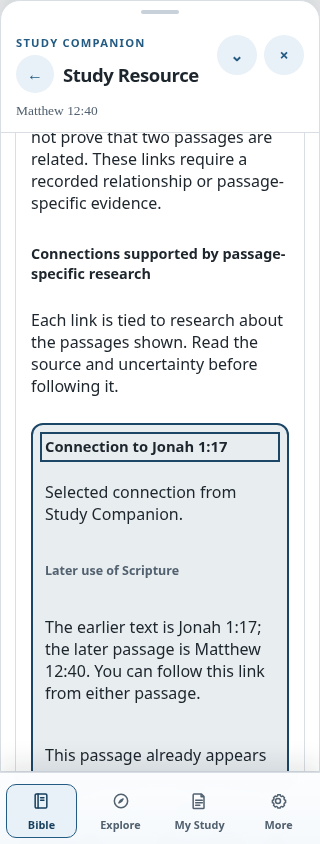 STUDY COMPANION
Study Resource
Matthew 12:40
not prove that two passages are
related. These links require a
recorded relationship or passage-
specific evidence.
Connections supported by passage-
specific research
Each link is tied to research about
the passages shown. Read the
source and uncertainty before
following it.
Connection to Jonah 1:17
Selected connection from
Study Companion.
Later use of Scripture
The earlier text is Jonah 1:17;
the later passage is Matthew
12:40. You can follow this link
from either passage.
This passage already appears
Bible
Explore
My Study
More